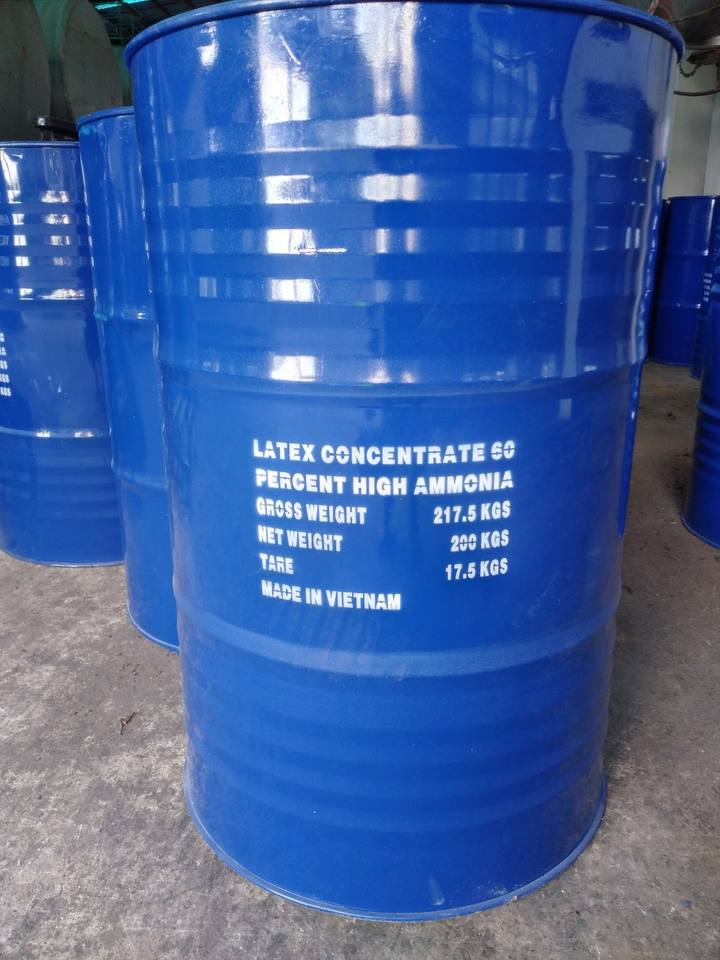 LATEX CONCENTRATE 60
PERCENT HIGH AMMONIA
GROSS WEIGHT 217.5 KGS
NET WEIGHT 200 KGS
TARE 17.5 KGS
MADE IN VIETNAM